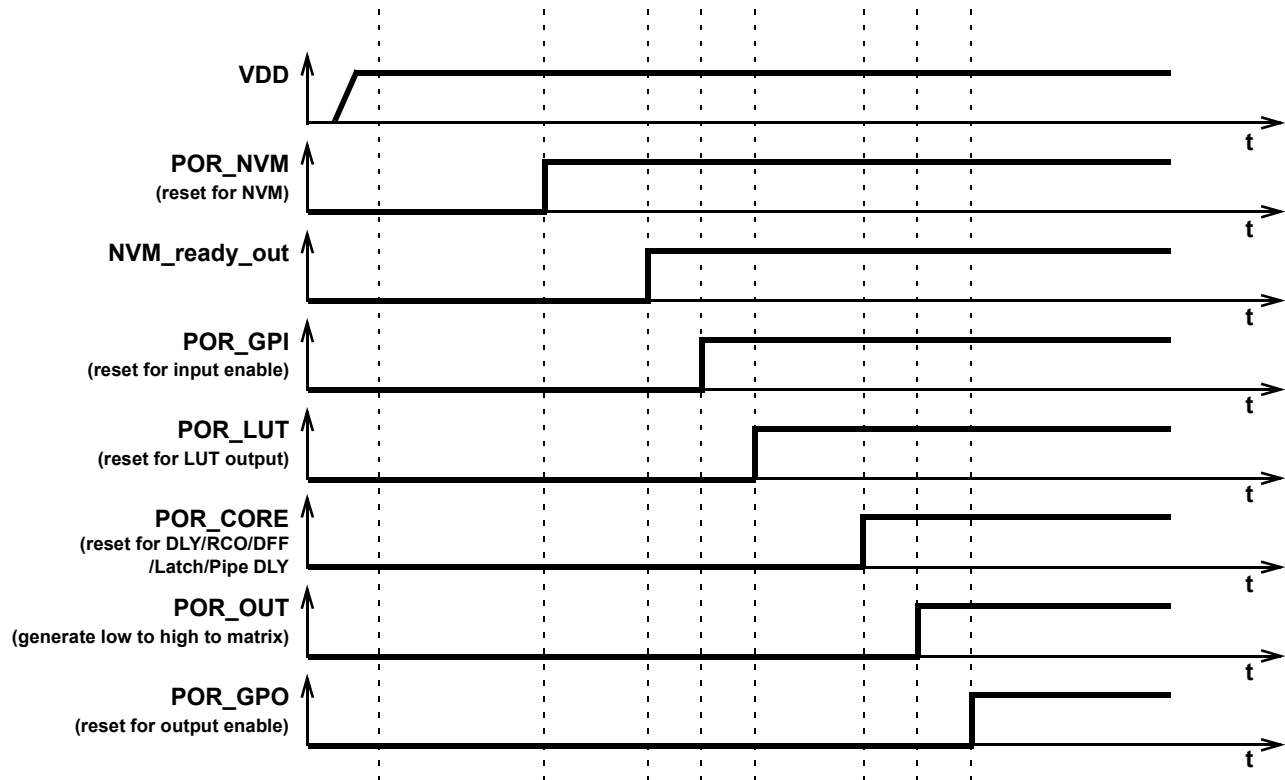 VDD
t
POR_NVM
(reset for NVM)
t
NVM_ready_out
t
POR_GPI
(reset for input enable)
t
POR_LUT
(reset for LUT output)
t
POR_CORE
(reset for DLY/RCO/DFF
/Latch/Pipe DLY
t
POR_OUT
(generate low to high to matrix)
t
POR_GPO
(reset for output enable)
t